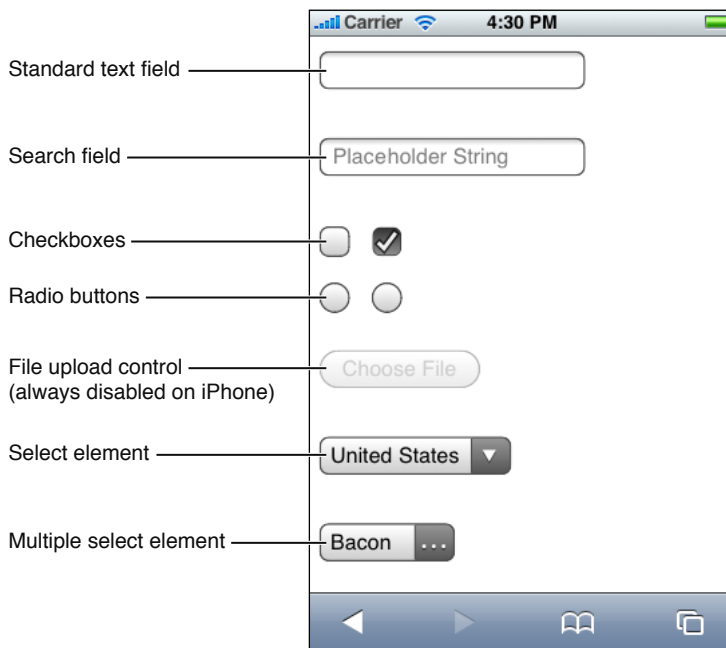 Carrier 4:30 PM
Standard text field
Search field
Placeholder String
Checkboxes
Radio buttons
File upload control
(always disabled on iPhone)
Choose File
Select element
United States
Multiple select element
Bacon ...